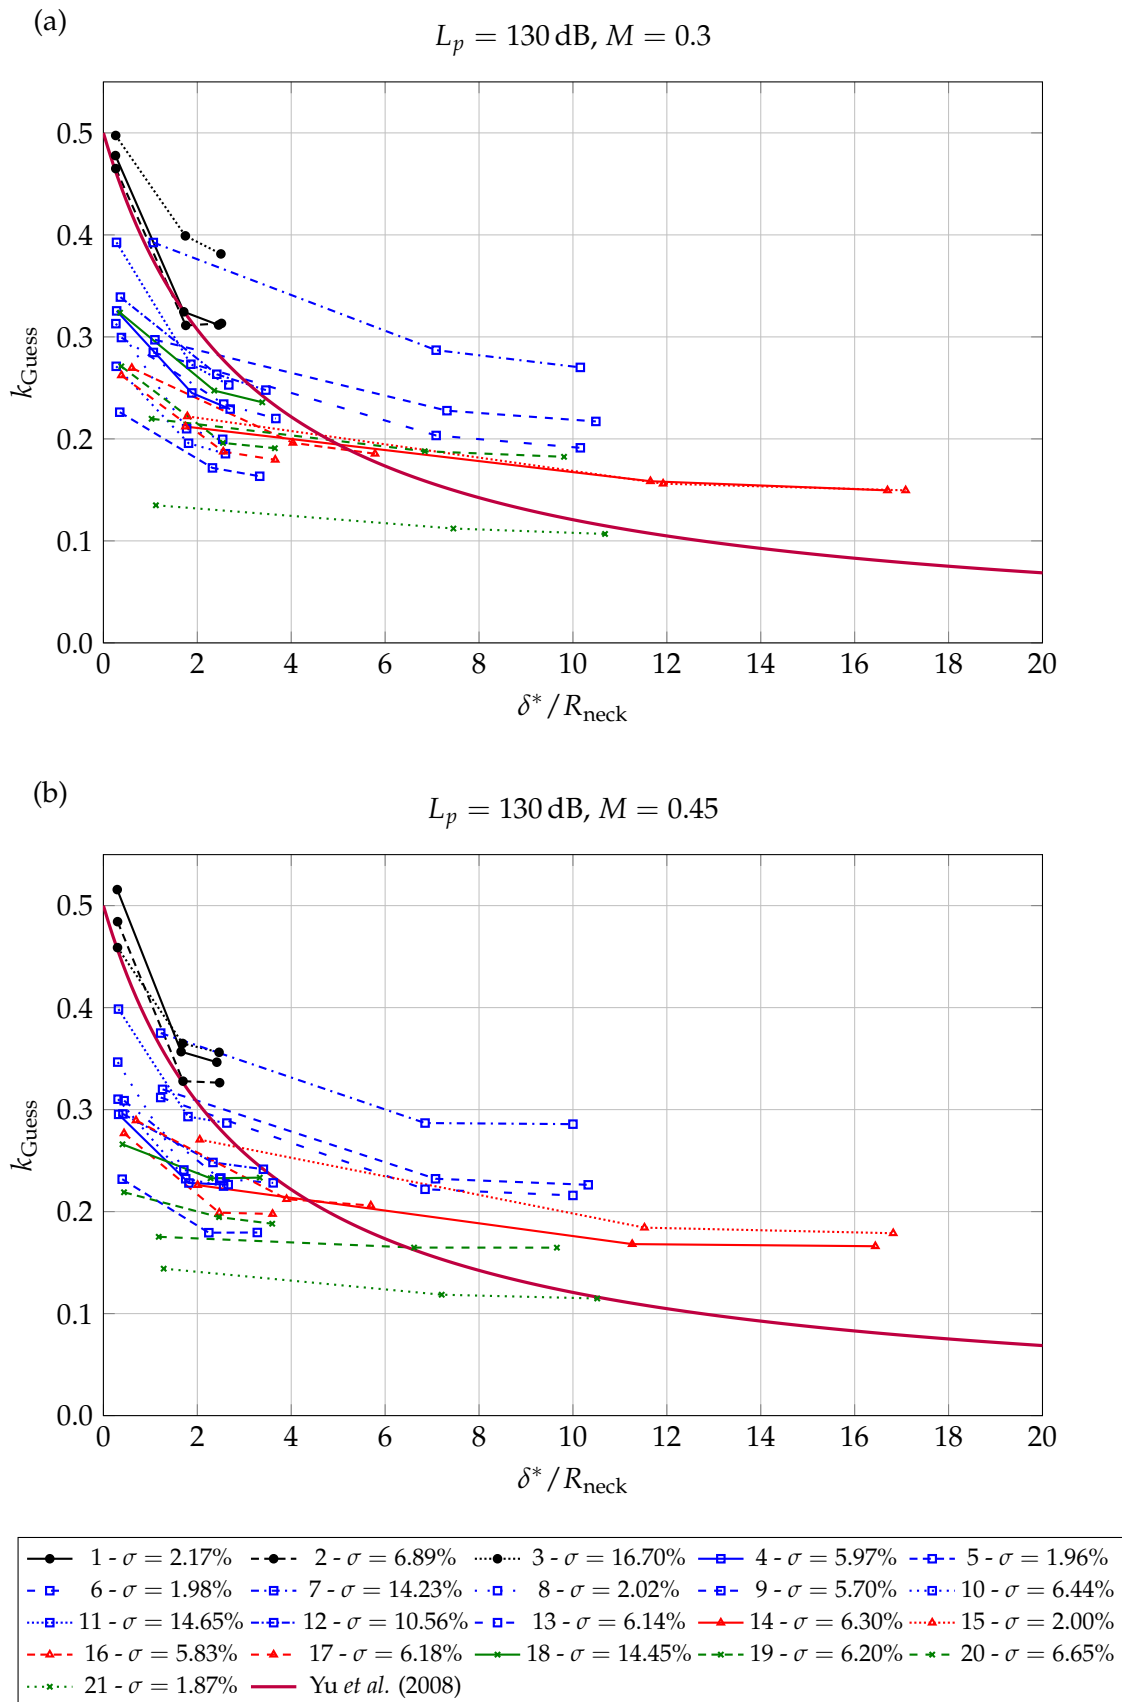 (a)
L_p = 130 dB, M = 0.3
0.5
0.4
0.3
0.2
0.1
0.0
k_Guess
0 2 4 6 8 10 12 14 16 18 20
δ*/R_neck
(b)
L_p = 130 dB, M = 0.45
0.5
0.4
0.3
0.2
0.1
0.0
k_Guess
0 2 4 6 8 10 12 14 16 18 20
δ*/R_neck
1 - σ = 2.17% 2 - σ = 6.89% 3 - σ = 16.70% 4 - σ = 5.97% 5 - σ = 1.96%
6 - σ = 1.98% 7 - σ = 14.23% 8 - σ = 2.02% 9 - σ = 5.70% 10 - σ = 6.44%
11 - σ = 14.65% 12 - σ = 10.56% 13 - σ = 6.14% 14 - σ = 6.30% 15 - σ = 2.00%
16 - σ = 5.83% 17 - σ = 6.18% 18 - σ = 14.45% 19 - σ = 6.20% 20 - σ = 6.65%
21 - σ = 1.87% Yu et al. (2008)